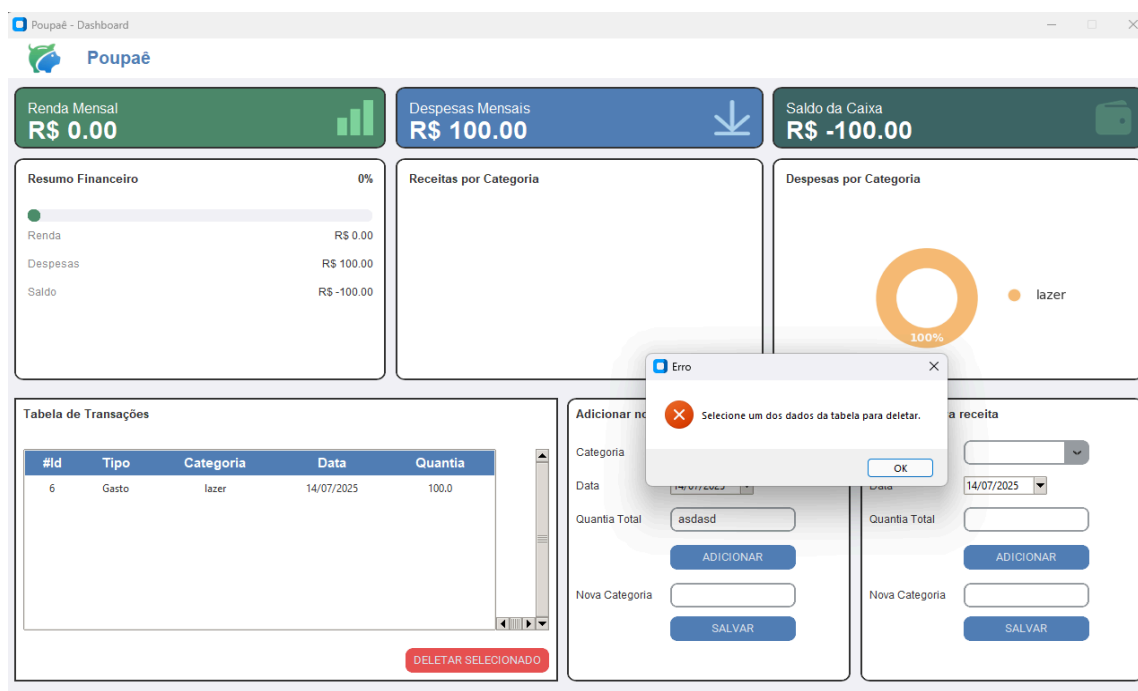 Poupaê - Dashboard
Poupaê
Renda Mensal
R$ 0.00
Despesas Mensais
R$ 100.00
Saldo da Caixa
R$ -100.00
Resumo Financeiro 0%
Renda R$ 0.00
Despesas R$ 100.00
Saldo R$ -100.00
Receitas por Categoria
Despesas por Categoria
100%
lazer
Erro
Selecione um dos dados da tabela para deletar.
OK
Tabela de Transações
#Id Tipo Categoria Data Quantia
6 Gasto lazer 14/07/2025 100.0
DELETAR SELECIONADO
Adicionar
Categoria
Data 14/07/2025
Quantia Total asdasd
ADICIONAR
Nova Categoria
SALVAR
a receita
Data 14/07/2025
Quantia Total
ADICIONAR
Nova Categoria
SALVAR